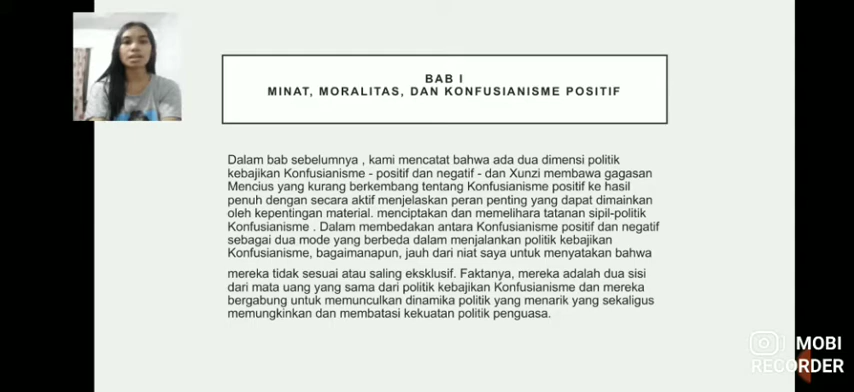 BAB I
MINAT, MORALITAS, DAN KONFUSIANISME POSITIF
Dalam bab sebelumnya , kami mencatat bahwa ada dua dimensi politik
kebajikan Konfusianisme - positif dan negatif - dan Xunzi membawa gagasan
Mencius yang kurang berkembang tentang Konfusianisme positif ke hasil
penuh dengan secara aktif menjelaskan peran penting yang dapat dimainkan
oleh kepentingan material. menciptakan dan memelihara tatanan sipil-politik
Konfusianisme . Dalam membedakan antara Konfusianisme positif dan negatif
sebagai dua mode yang berbeda dalam menjalankan politik kebajikan
Konfusianisme, bagaimanapun, jauh dari niat saya untuk menyatakan bahwa
mereka tidak sesuai atau saling eksklusif. Faktanya, mereka adalah dua sisi
dari mata uang yang sama dari politik kebajikan Konfusianisme dan mereka
bergabung untuk memunculkan dinamika politik yang menarik yang sekaligus
memungkinkan dan membatasi kekuatan politik penguasa.
MOBI
RECORDER